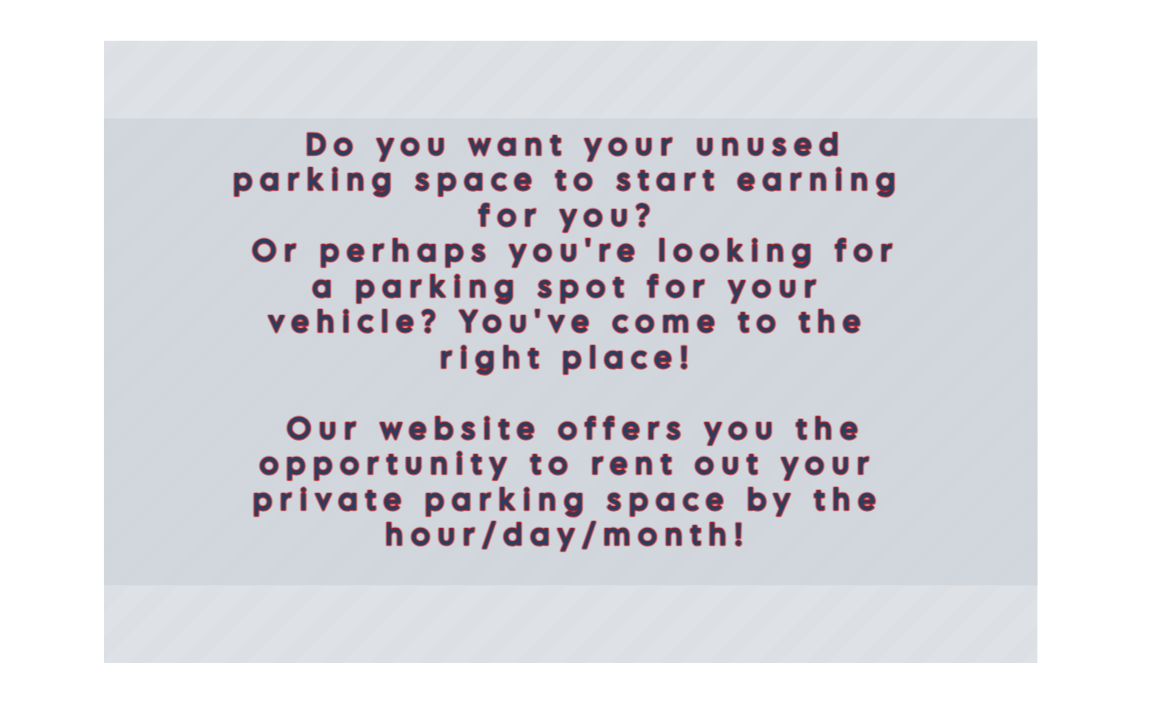 Do you want your unused
parking space to start earning
for you?
Or perhaps you're looking for
a parking spot for your
vehicle? You've come to the
right place!
Our website offers you the
opportunity to rent out your
private parking space by the
hour/day/month!